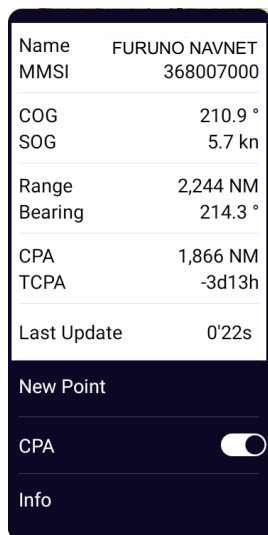 Name FURUNO NAVNET
MMSI 368007000
COG 210.9 °
SOG 5.7 kn
Range 2,244 NM
Bearing 214.3 °
CPA 1,866 NM
TCPA -3d13h
Last Update 0'22s
New Point
CPA
Info